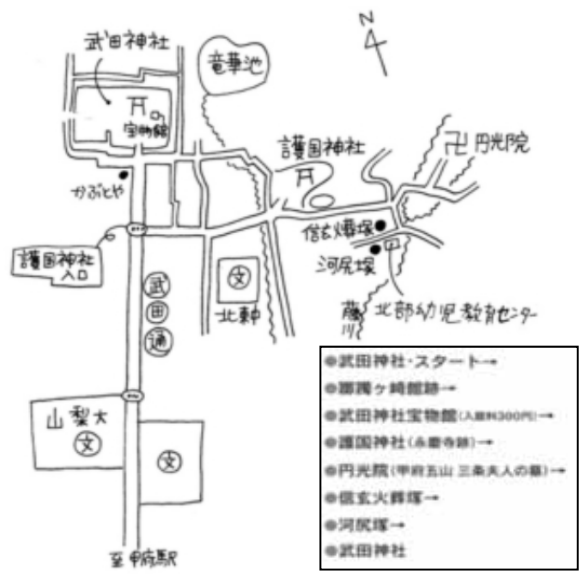 N
武田神社
竜華池
宝物館
護国神社
卍 円光院
かぶとや
信玄火葬塚
河尻塚
護国神社
入口
武田通
文
北東中
藤川
北部幼児教育センター
山梨大
文
文
至甲府駅
◎武田神社・スタート→
◎躑躅ヶ崎館跡→
◎武田神社宝物館(入館料300円)→
◎護国神社(永慶寺跡)→
◎円光院(甲府五山 三条夫人の墓)→
◎信玄火葬塚→
◎河尻塚→
◎武田神社